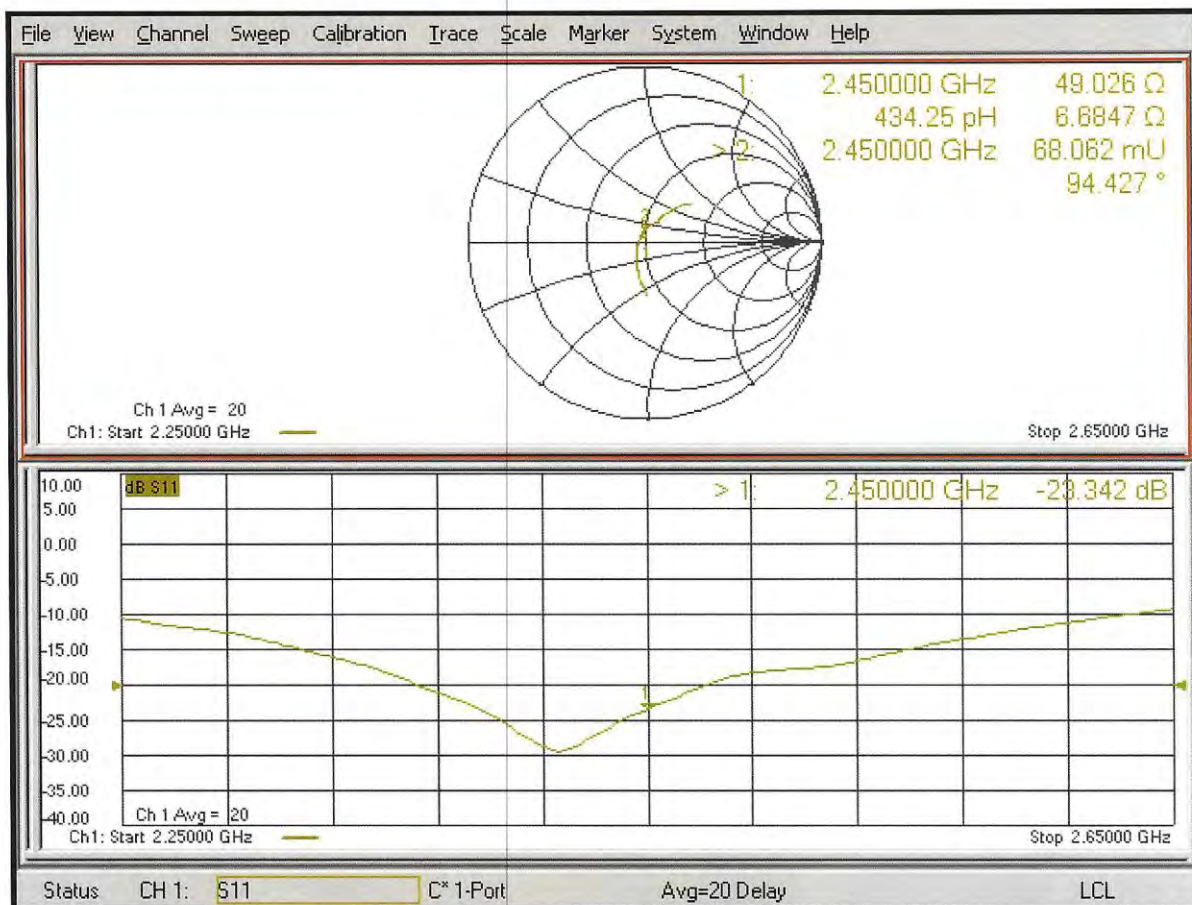 File View Channel Sweep Calibration Trace Scale Marker System Window Help
1: 2.450000 GHz 49.026 Ω
434.25 pH 6.6847 Ω
> 2: 2.450000 GHz 68.062 mU
94.427 °
2
Ch 1 Avg = 20
Ch1: Start 2.25000 GHz Stop 2.65000 GHz
10.00 dB S11 > 1: 2.450000 GHz -23.342 dB
5.00
0.00
-5.00
-10.00
-15.00
-20.00
1
-25.00
-30.00
-35.00
-40.00
Ch 1 Avg = 20
Ch1: Start 2.25000 GHz Stop 2.65000 GHz
Status CH 1: S11 C* 1-Port Avg=20 Delay LCL